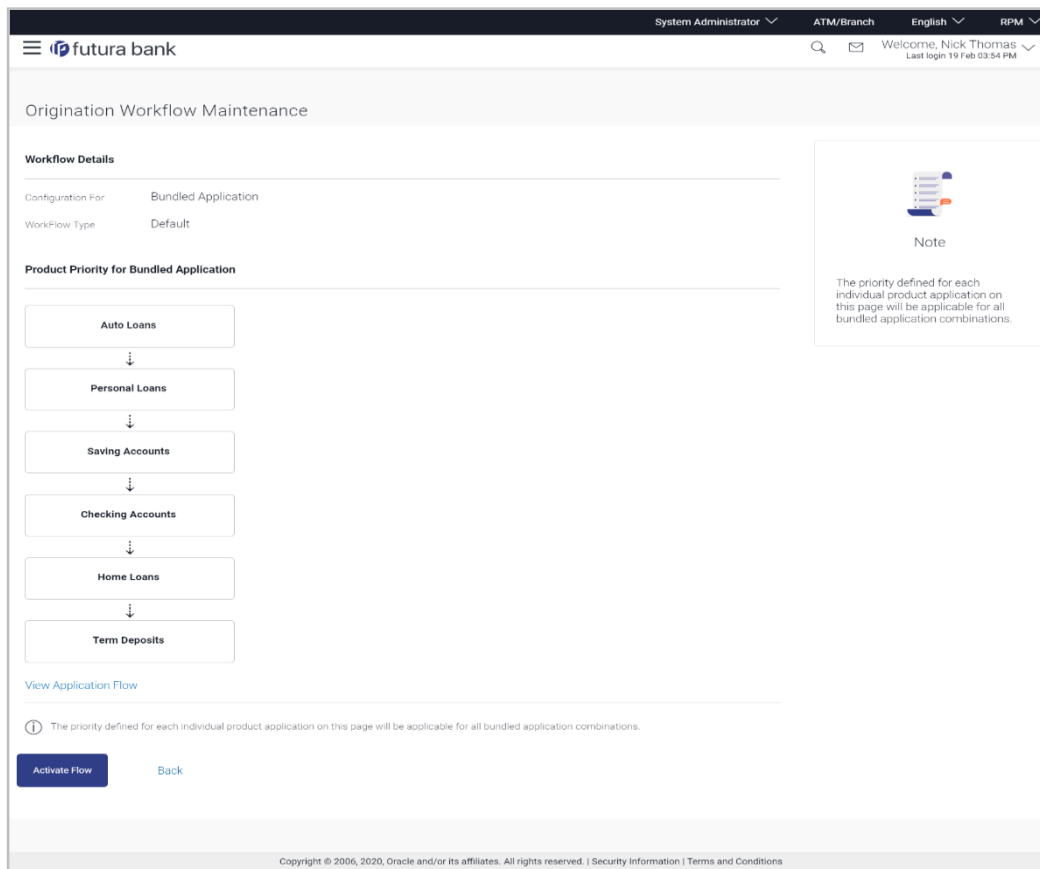 System Administrator ATM/Branch English RPM
futura bank Welcome, Nick Thomas
Last login 19 Feb 03:54 PM
Origination Workflow Maintenance
Workflow Details
Configuration For Bundled Application
WorkFlow Type Default
Product Priority for Bundled Application
Auto Loans
Personal Loans
Saving Accounts
Checking Accounts
Home Loans
Term Deposits
View Application Flow
The priority defined for each individual product application on this page will be applicable for all bundled application combinations.
Activate Flow Back
Note
The priority defined for each
individual product application on
this page will be applicable for all
bundled application combinations.
Copyright © 2006, 2020, Oracle and/or its affiliates. All rights reserved. | Security Information | Terms and Conditions